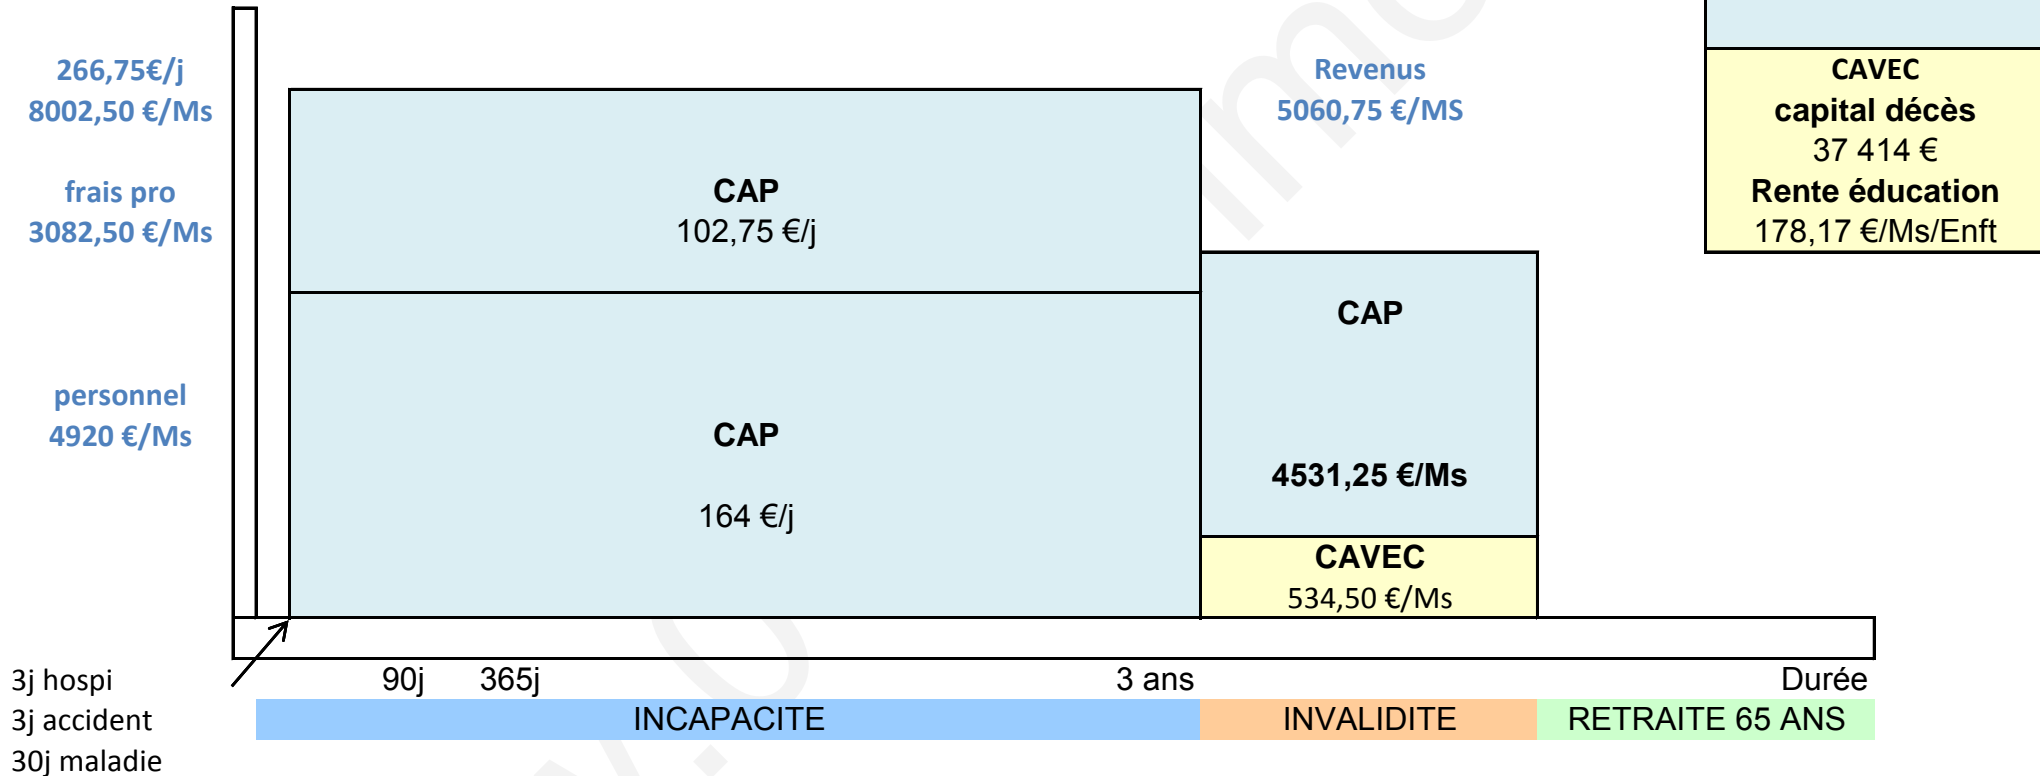 266,75€/j
8002,50 €/Ms
frais pro
3082,50 €/Ms
personnel
4920 €/Ms
CAP
102,75 €/j
CAP
164 €/j
Revenus
5060,75 €/MS
CAP
4531,25 €/Ms
CAVEC
534,50 €/Ms
CAVEC
capital décès
37 414 €
Rente éducation
178,17 €/Ms/Enft
3j hospi
3j accident
30j maladie
90j 365j 3 ans Durée
INCAPACITE INVALIDITE RETRAITE 65 ANS